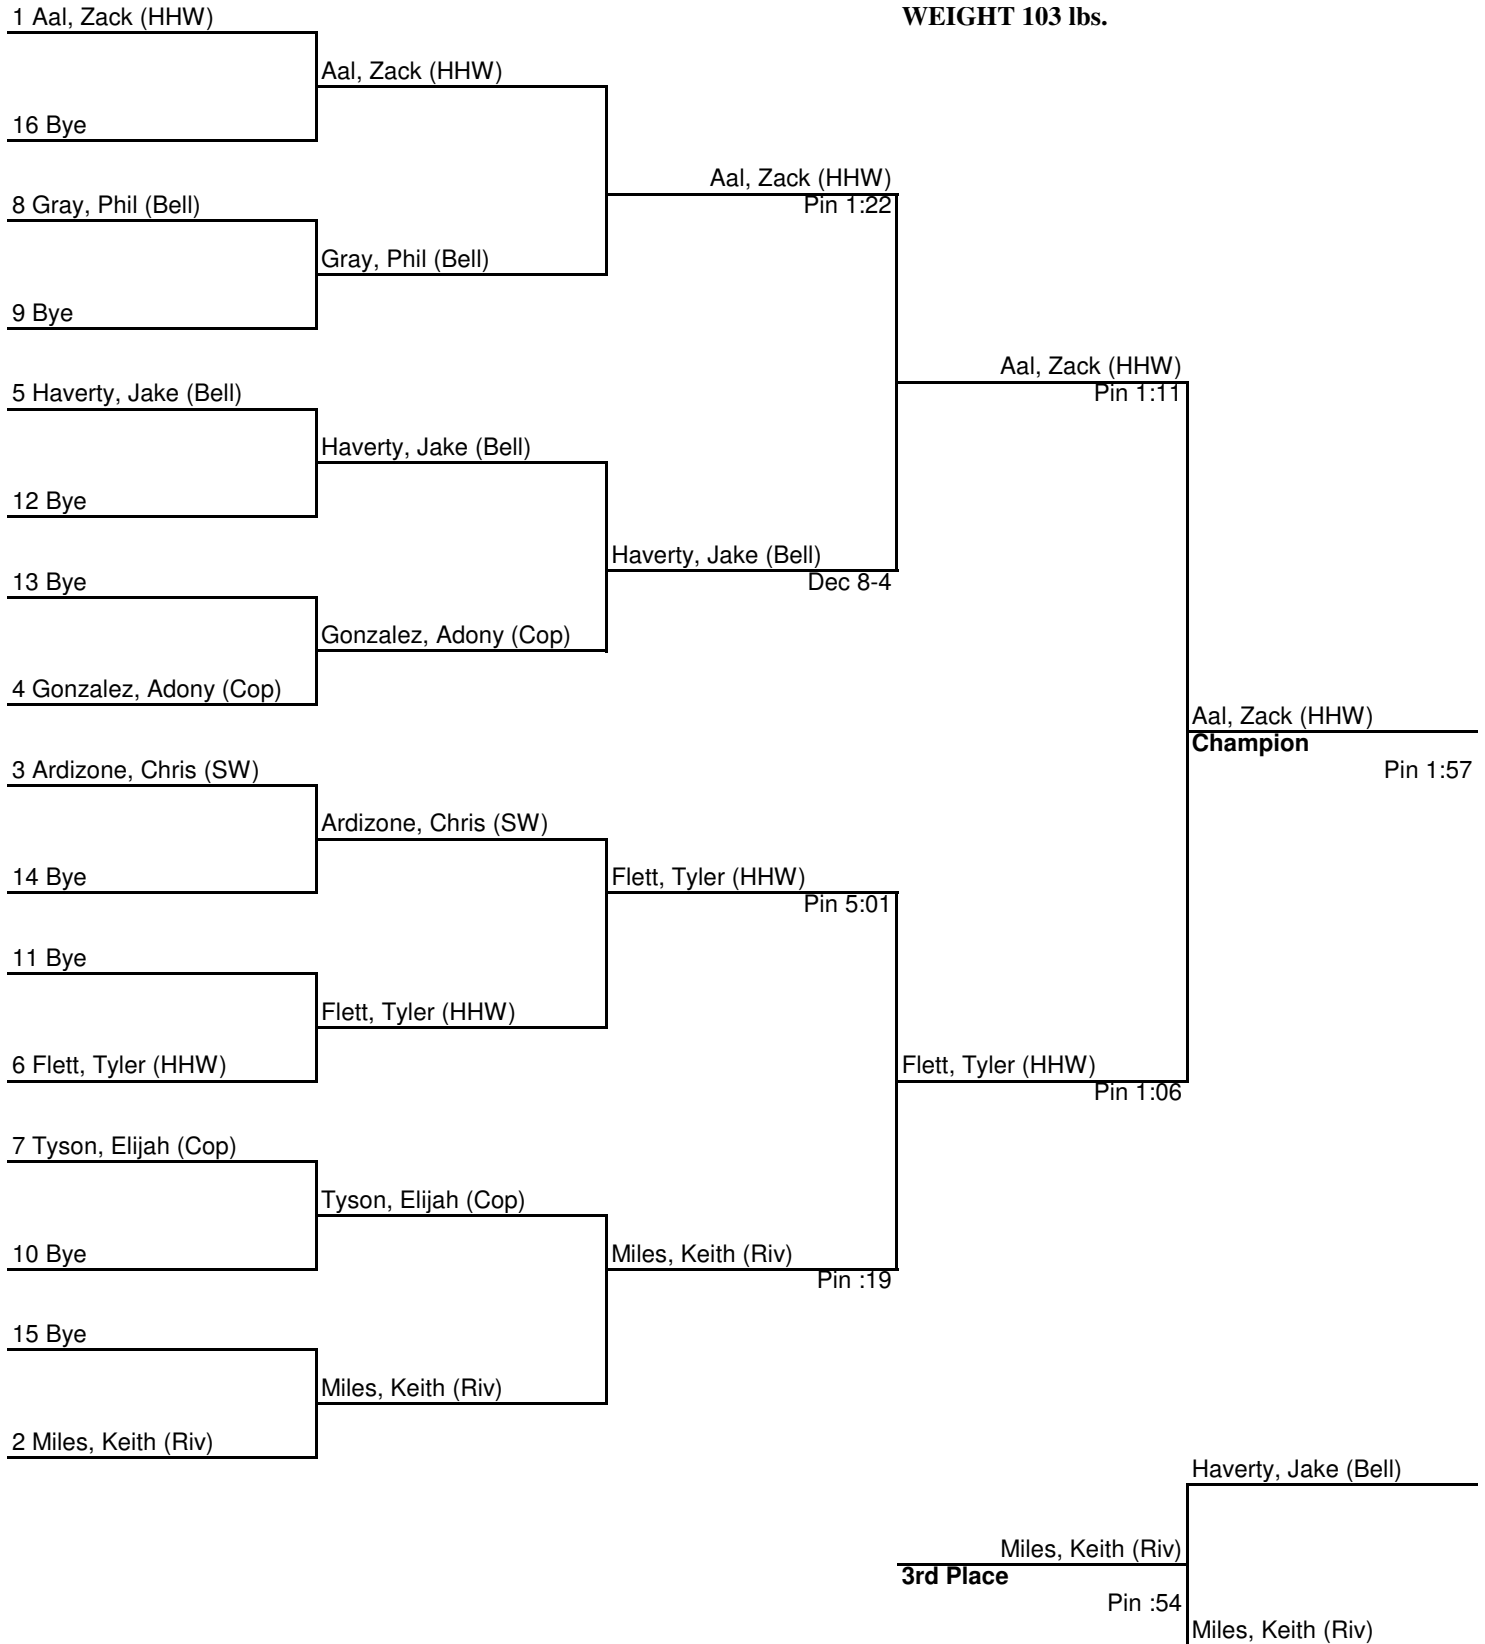 WEIGHT 103 lbs.
1 Aal, Zack (HHW)
16 Bye
8 Gray, Phil (Bell)
9 Bye
5 Haverty, Jake (Bell)
12 Bye
13 Bye
4 Gonzalez, Adony (Cop)
3 Ardizone, Chris (SW)
14 Bye
11 Bye
6 Flett, Tyler (HHW)
7 Tyson, Elijah (Cop)
10 Bye
15 Bye
2 Miles, Keith (Riv)
Aal, Zack (HHW)
Gray, Phil (Bell)
Haverty, Jake (Bell)
Gonzalez, Adony (Cop)
Ardizone, Chris (SW)
Flett, Tyler (HHW)
Tyson, Elijah (Cop)
Miles, Keith (Riv)
Aal, Zack (HHW)
Pin 1:22
Haverty, Jake (Bell)
Dec 8-4
Flett, Tyler (HHW)
Pin 5:01
Miles, Keith (Riv)
Pin :19
Aal, Zack (HHW)
Pin 1:11
Flett, Tyler (HHW)
Pin 1:06
Aal, Zack (HHW)
Champion
Pin 1:57
Haverty, Jake (Bell)
Miles, Keith (Riv)
3rd Place
Pin :54
Miles, Keith (Riv)